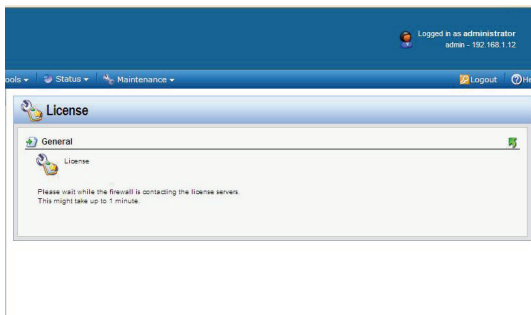 Logged in as administrator
admin - 192.168.1.12
ools
Status
Maintenance
Logout
He
License
General
License
Please wait while the firewall is contacting the license servers.
This might take up to 1 minute.